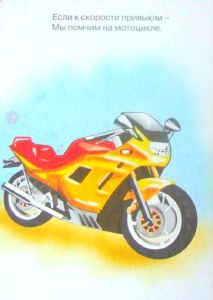 Если к скорости привыкли –
Мы помчим на мотоцикле.